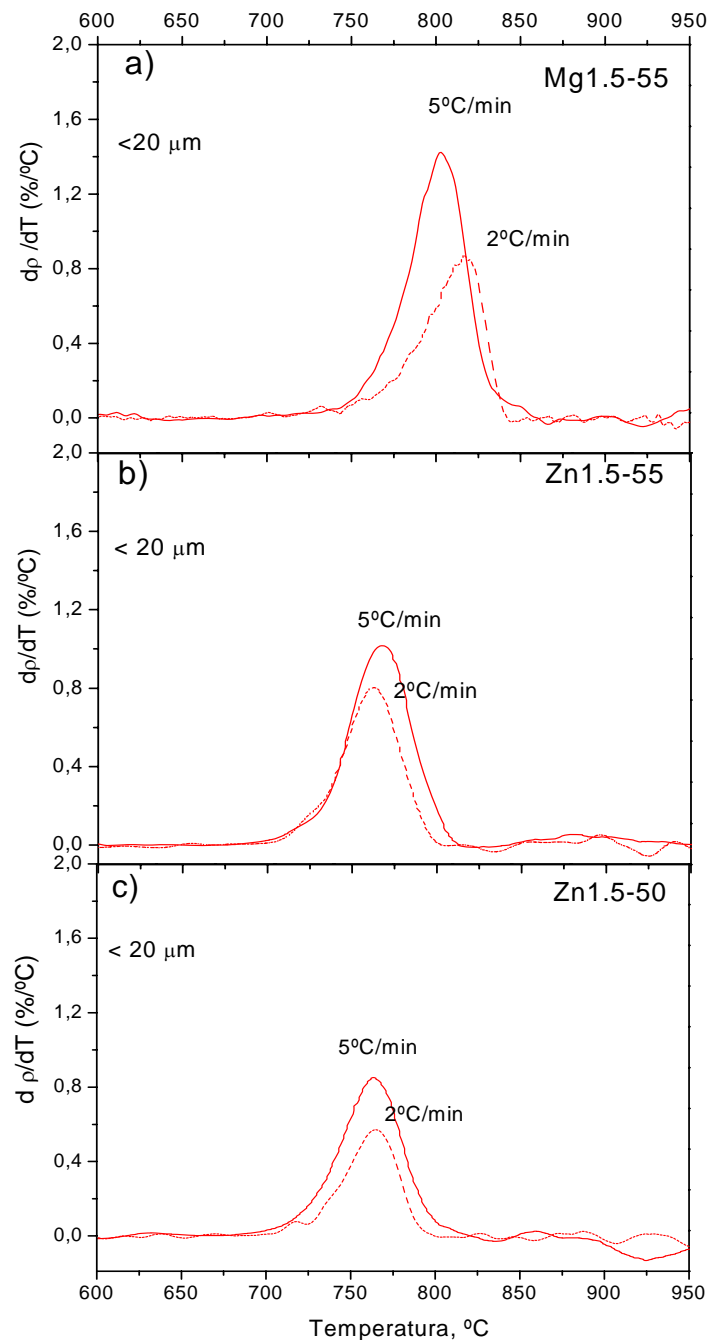 600 650 700 750 800 850 900 950
2,0
a)
Mg1.5-55
5ºC/min
1,6
<20 μm
1,2
2ºC/min
0,8
0,4
0,0
dρ /dT (%/ºC)
2,0
b)
Zn1.5-55
1,6
< 20 μm
1,2
5ºC/min
0,8
2ºC/min
0,4
0,0
dρ/dT (%/ºC)
2,0
c)
Zn1.5-50
1,6
< 20 μm
1,2
5ºC/min
0,8
2ºC/min
0,4
0,0
d ρ/dT (%/ºC)
600 650 700 750 800 850 900 950
Temperatura, ºC